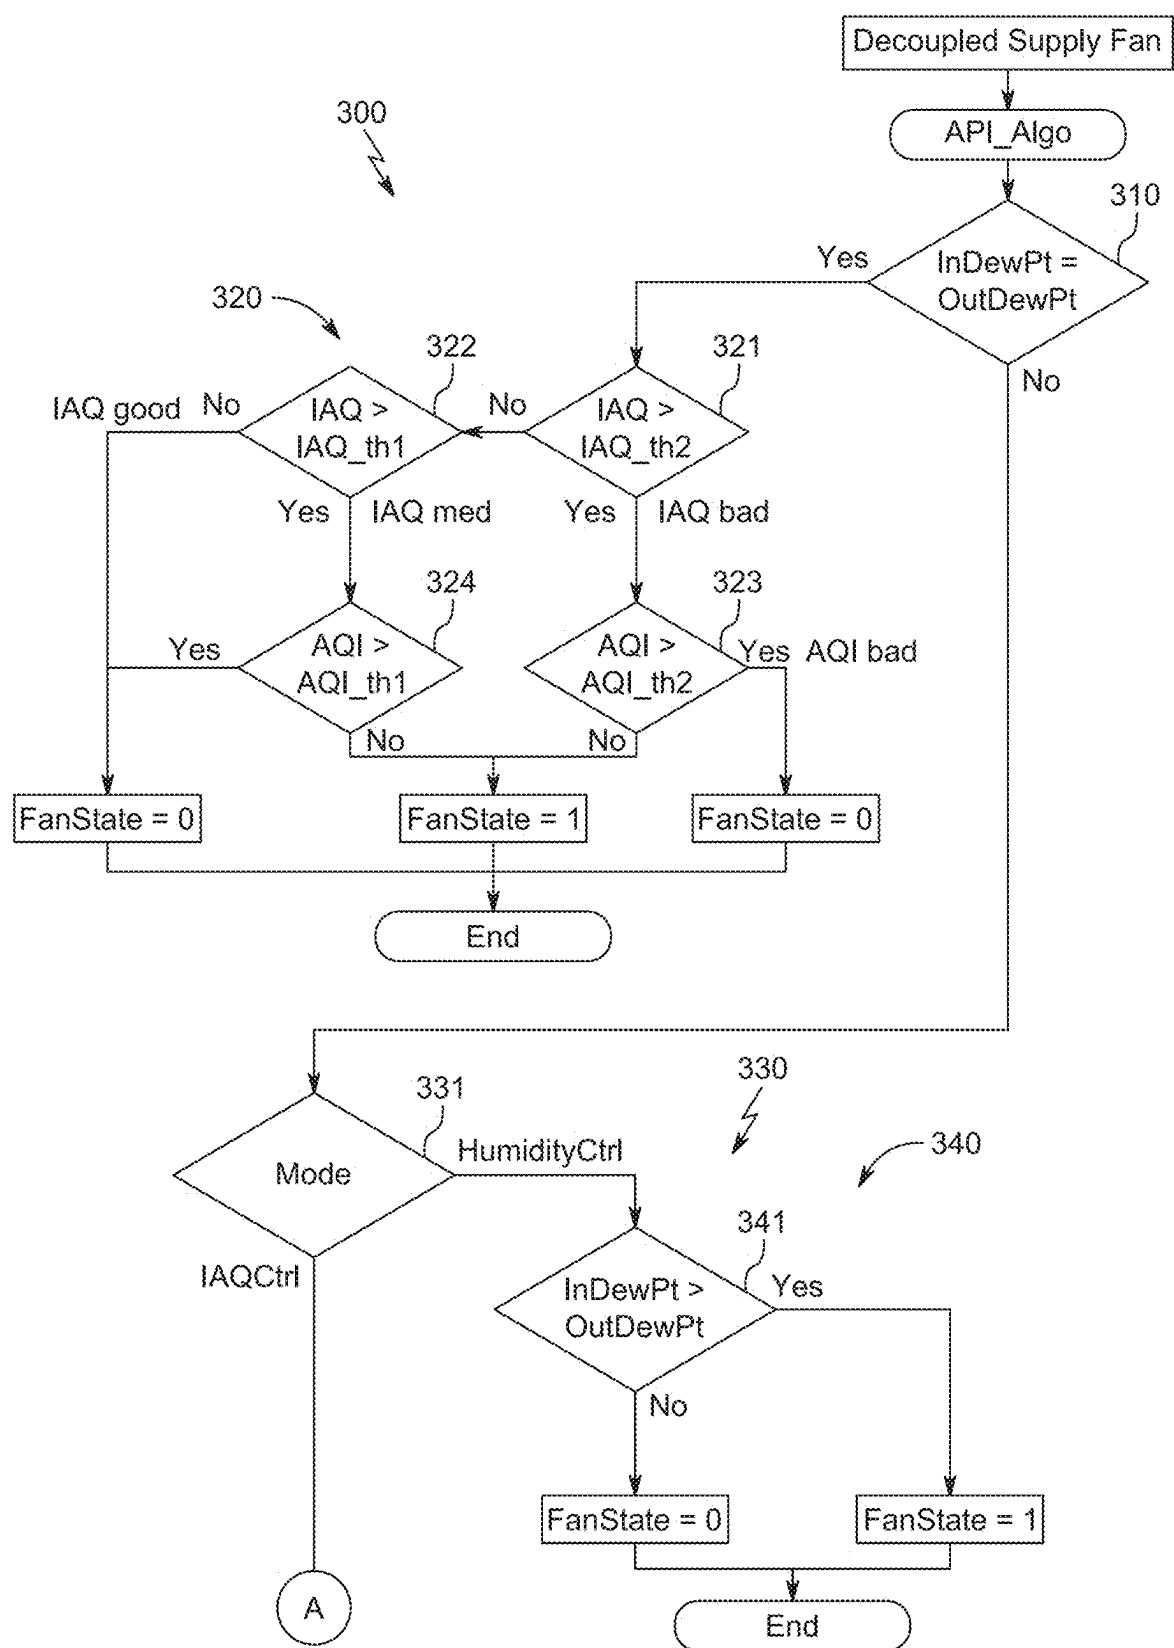 Decoupled Supply Fan
API_Algo
300
310
InDewPt =
OutDewPt
Yes
No
320
322
321
IAQ good
No
IAQ >
IAQ_th1
No
IAQ >
IAQ_th2
Yes
IAQ med
Yes
IAQ bad
324
323
Yes
AQI >
AQI_th1
AQI >
AQI_th2
Yes AQI bad
No
No
FanState = 0
FanState = 1
FanState = 0
End
330
331
340
Mode
HumidityCtrl
341
IAQCtrl
InDewPt >
OutDewPt
Yes
No
FanState = 0
FanState = 1
A
End